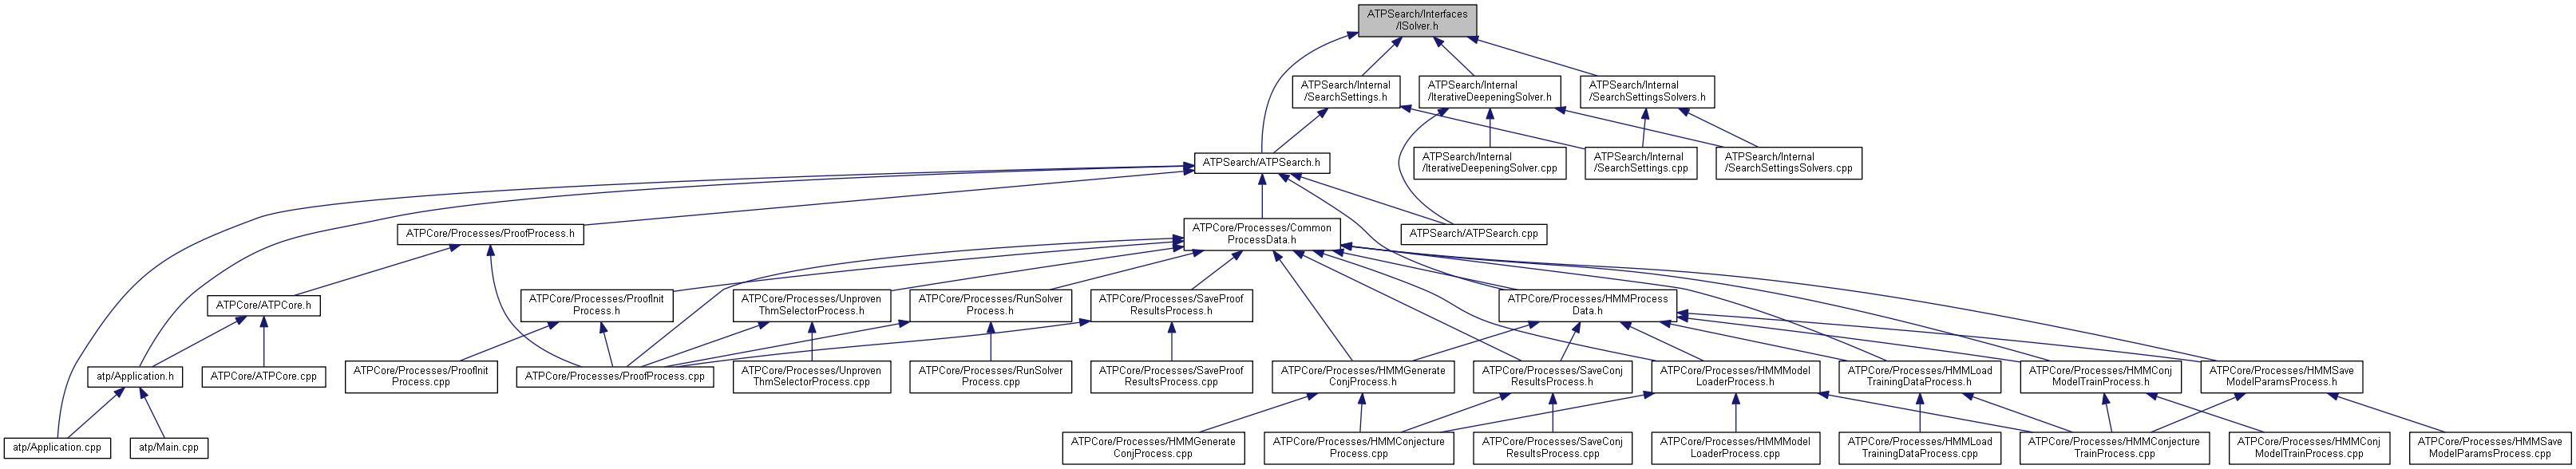 ATPSearch/Interfaces
/ISolver.h
ATPSearch/Internal
/SearchSettings.h
ATPSearch/Internal
/IterativeDeepeningSolver.h
ATPSearch/Internal
/SearchSettingsSolvers.h
ATPSearch/ATPSearch.h
ATPSearch/Internal
/IterativeDeepeningSolver.cpp
ATPSearch/Internal
/SearchSettings.cpp
ATPSearch/Internal
/SearchSettingsSolvers.cpp
ATPCore/Processes/ProofProcess.h
ATPCore/Processes/Common
ProcessData.h
ATPSearch/ATPSearch.cpp
ATPCore/ATPCore.h
ATPCore/Processes/ProofInit
Process.h
ATPCore/Processes/Unproven
ThmSelectorProcess.h
ATPCore/Processes/RunSolver
Process.h
ATPCore/Processes/SaveProof
ResultsProcess.h
ATPCore/Processes/HMMProcess
Data.h
atp/Application.h
ATPCore/ATPCore.cpp
ATPCore/Processes/ProofInit
Process.cpp
ATPCore/Processes/ProofProcess.cpp
ATPCore/Processes/Unproven
ThmSelectorProcess.cpp
ATPCore/Processes/RunSolver
Process.cpp
ATPCore/Processes/SaveProof
ResultsProcess.cpp
ATPCore/Processes/HMMGenerate
ConjProcess.h
ATPCore/Processes/SaveConj
ResultsProcess.h
ATPCore/Processes/HMMModel
LoaderProcess.h
ATPCore/Processes/HMMLoad
TrainingDataProcess.h
ATPCore/Processes/HMMConj
ModelTrainProcess.h
ATPCore/Processes/HMMSave
ModelParamsProcess.h
atp/Application.cpp
atp/Main.cpp
ATPCore/Processes/HMMGenerate
ConjProcess.cpp
ATPCore/Processes/HMMConjecture
Process.cpp
ATPCore/Processes/SaveConj
ResultsProcess.cpp
ATPCore/Processes/HMMModel
LoaderProcess.cpp
ATPCore/Processes/HMMLoad
TrainingDataProcess.cpp
ATPCore/Processes/HMMConjecture
TrainProcess.cpp
ATPCore/Processes/HMMConj
ModelTrainProcess.cpp
ATPCore/Processes/HMMSave
ModelParamsProcess.cpp